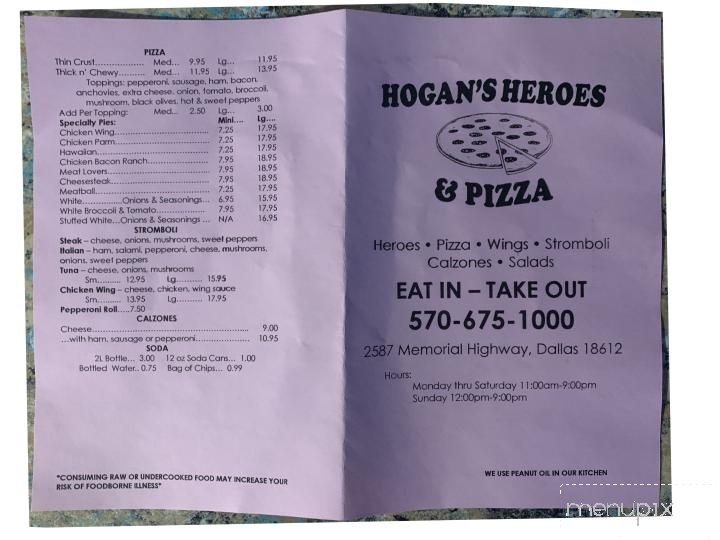 PIZZA
Thin Crust.................... Med... 9.95 Lg... 11.95
Thick n' Chewy.......... Med... 11.95 Lg... 13.95
Toppings: pepperoni, sausage, ham, bacon,
anchovies, extra cheese, onion, tomato, broccoli,
mushroom, black olives, hot & sweet peppers
Add Per Topping: Med... 2.50 Lg... 3.00
Specialty Pies: Mini.... Lg....
Chicken Wing................................ 7.25 17.95
Chicken Parm................................ 7.25 17.95
Hawaiian....................................... 7.25 17.95
Chicken Bacon Ranch.................... 7.95 18.95
Meat Lovers................................... 7.95 18.95
Cheesesteak.................................. 7.95 18.95
Meatball........................................ 7.25 17.95
White..............Onions & Seasonings... 6.95 15.95
White Broccoli & Tomato.................. 7.95 17.95
Stuffed White...Onions & Seasonings ... N/A 16.95
STROMBOLI
Steak – cheese, onions, mushrooms, sweet peppers
Italian – ham, salami, pepperoni, cheese, mushrooms,
onions, sweet peppers
Tuna – cheese, onions, mushrooms
Sm.......... 12.95 Lg.......... 15.95
Chicken Wing – cheese, chicken, wing sauce
Sm.......... 13.95 Lg.......... 17.95
Pepperoni Roll.....7.50
CALZONES
Cheese...................................................... 9.00
...with ham, sausage or pepperoni................... 10.95
SODA
2L Bottle... 3.00 12 oz Soda Cans... 1.00
Bottled Water.. 0.75 Bag of Chips... 0.99
*CONSUMING RAW OR UNDERCOOKED FOOD MAY INCREASE YOUR
RISK OF FOODBORNE ILLNESS*
HOGAN'S HEROES
& PIZZA
Heroes • Pizza • Wings • Stromboli
Calzones • Salads
EAT IN – TAKE OUT
570-675-1000
2587 Memorial Highway, Dallas 18612
Hours:
Monday thru Saturday 11:00am-9:00pm
Sunday 12:00pm-9:00pm
WE USE PEANUT OIL IN OUR KITCHEN
menupix